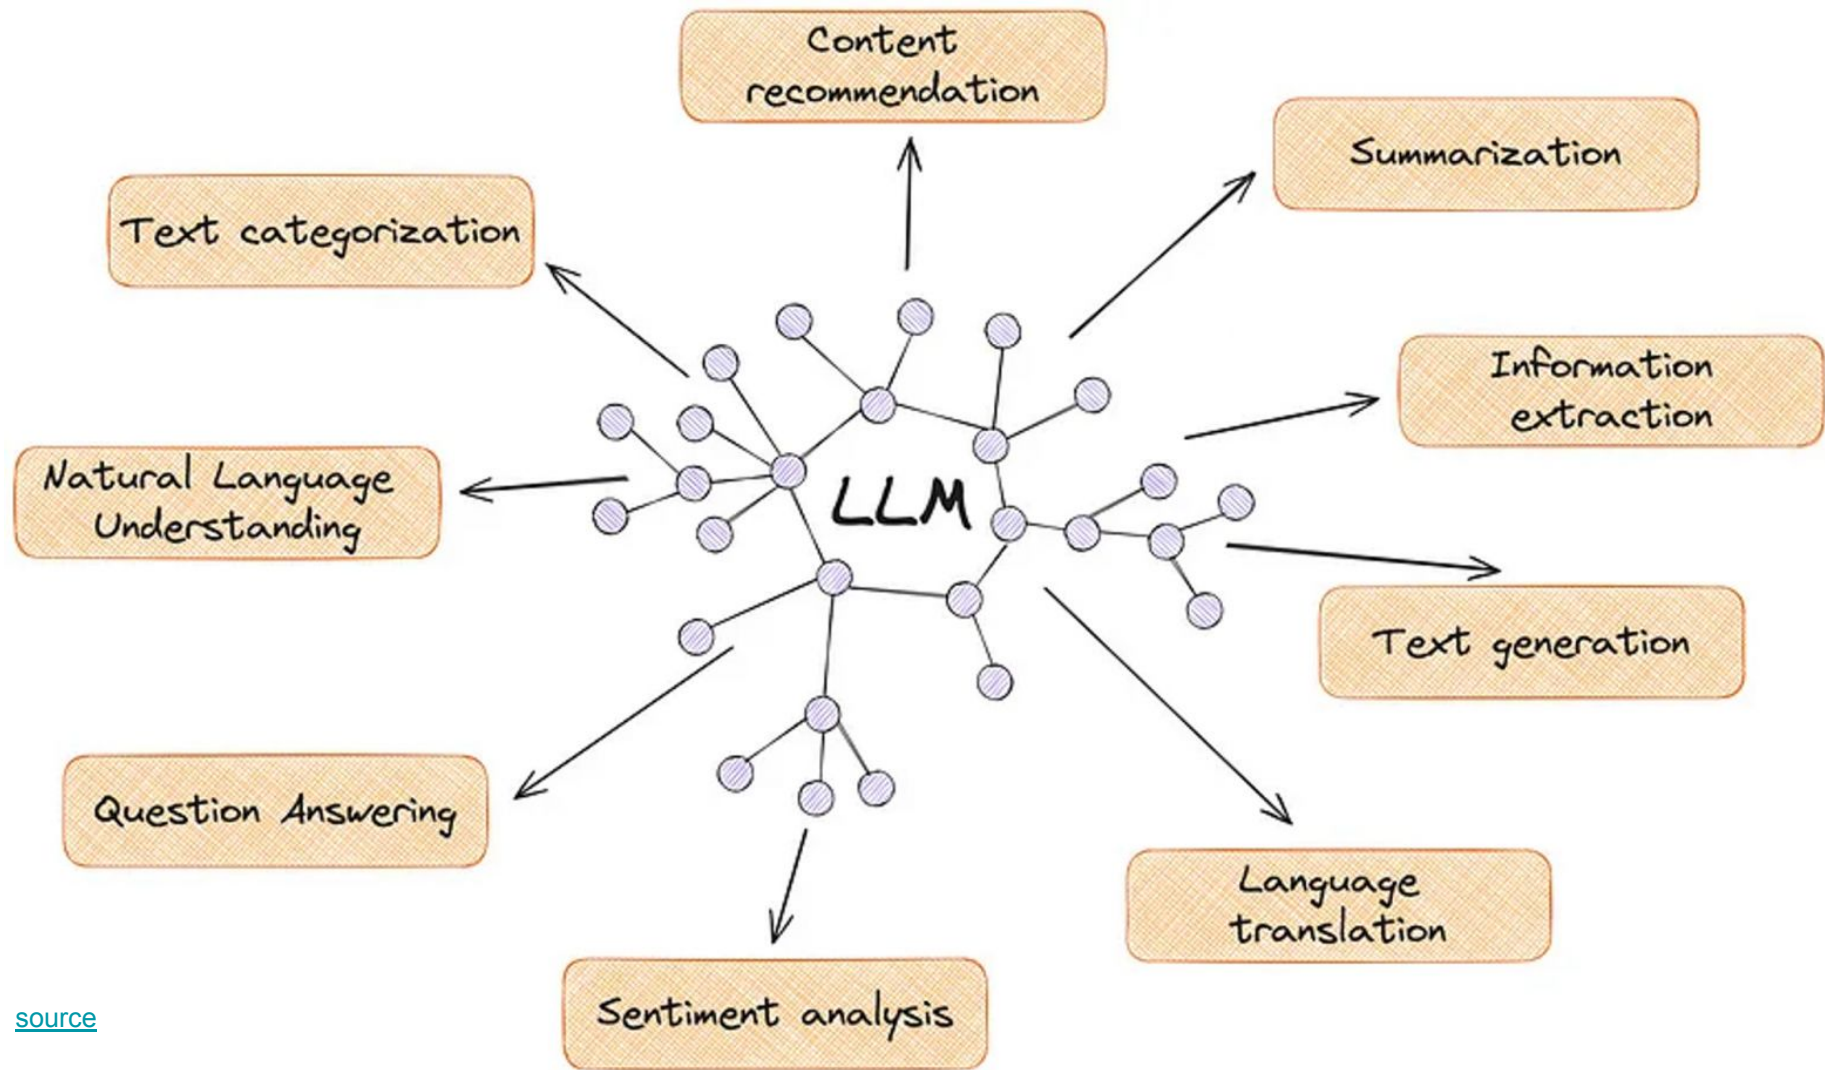 Content
recommendation
Summarization
Text categorization
Information
extraction
Natural Language
Understanding
LLM
Text generation
Question Answering
Language
translation
Sentiment analysis
source